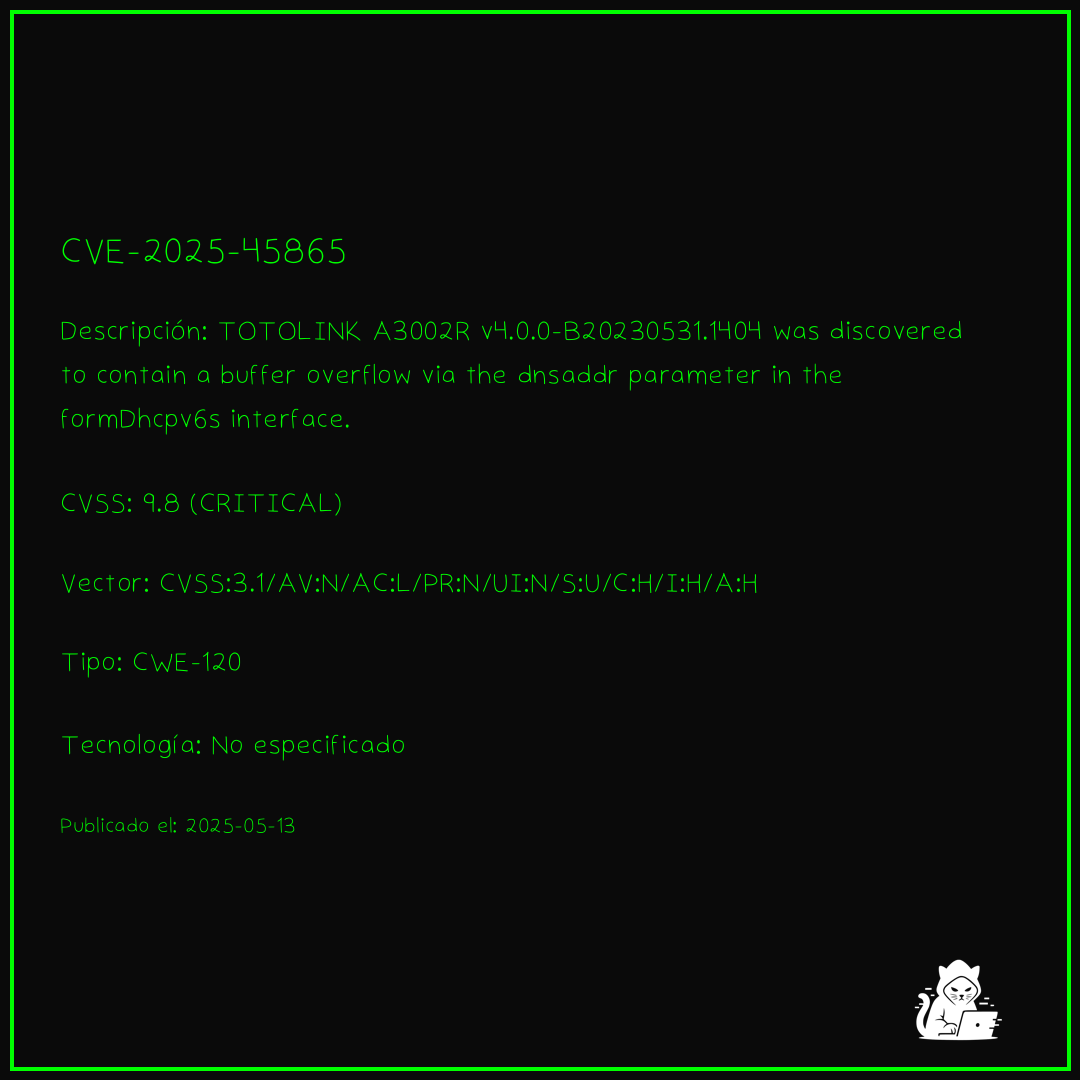 CVE-2025-45865
Descripción: TOTOLINK A3002R v4.0.0-B20230531.1404 was discovered
to contain a buffer overflow via the dnsaddr parameter in the
formDhcpv6s interface.
CVSS: 9.8 (CRITICAL)
Vector: CVSS:3.1/AV:N/AC:L/PR:N/UI:N/S:U/C:H/I:H/A:H
Tipo: CWE-120
Tecnología: No especificado
Publicado el: 2025-05-13